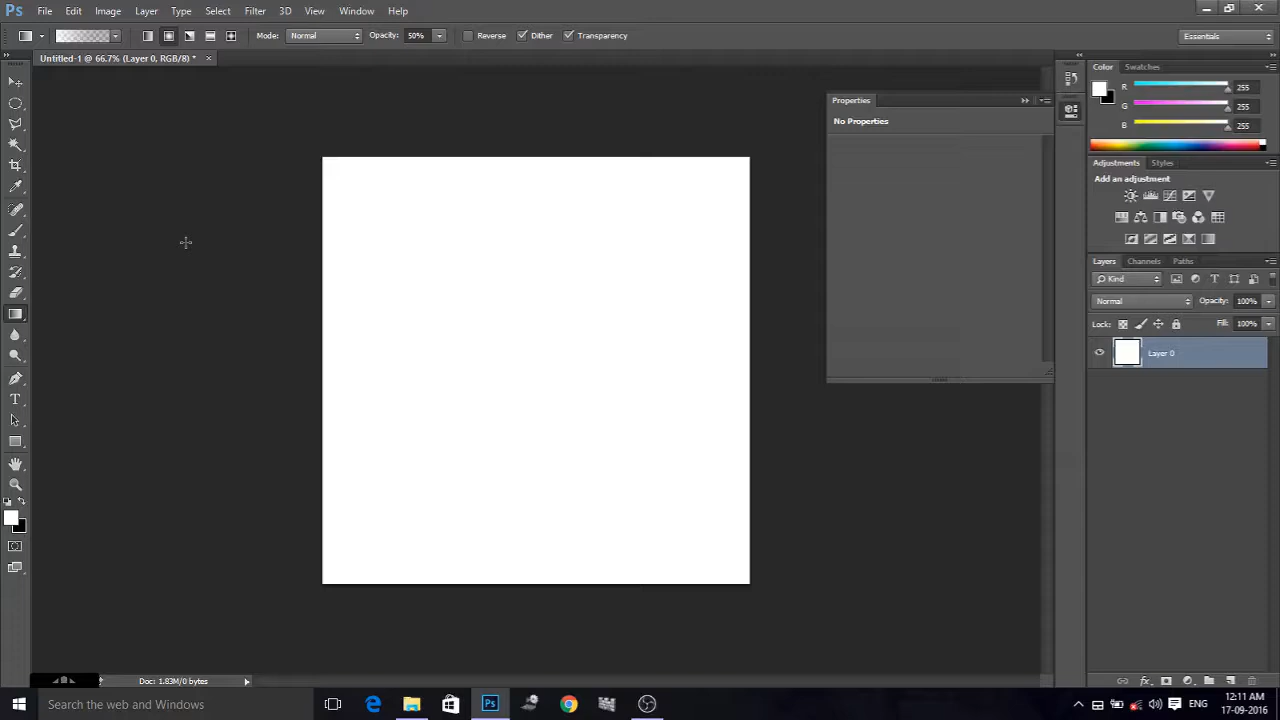 Ps File Edit Image Layer Type Select Filter 3D View Window Help
Mode: Normal Opacity: 50% Reverse Dither Transparency Essentials
Untitled-1 @ 66.7% (Layer 0, RGB/8) * ×
Color Swatches
R 255
G 255
B 255
Properties
No Properties
Adjustments Styles
Add an adjustment
Layers Channels Paths
Kind
Normal Opacity: 100%
Lock: Fill: 100%
Layer 0
Doc: 1.83M/0 bytes
Search the web and Windows
Ps
ENG
12:11 AM
17-09-2016